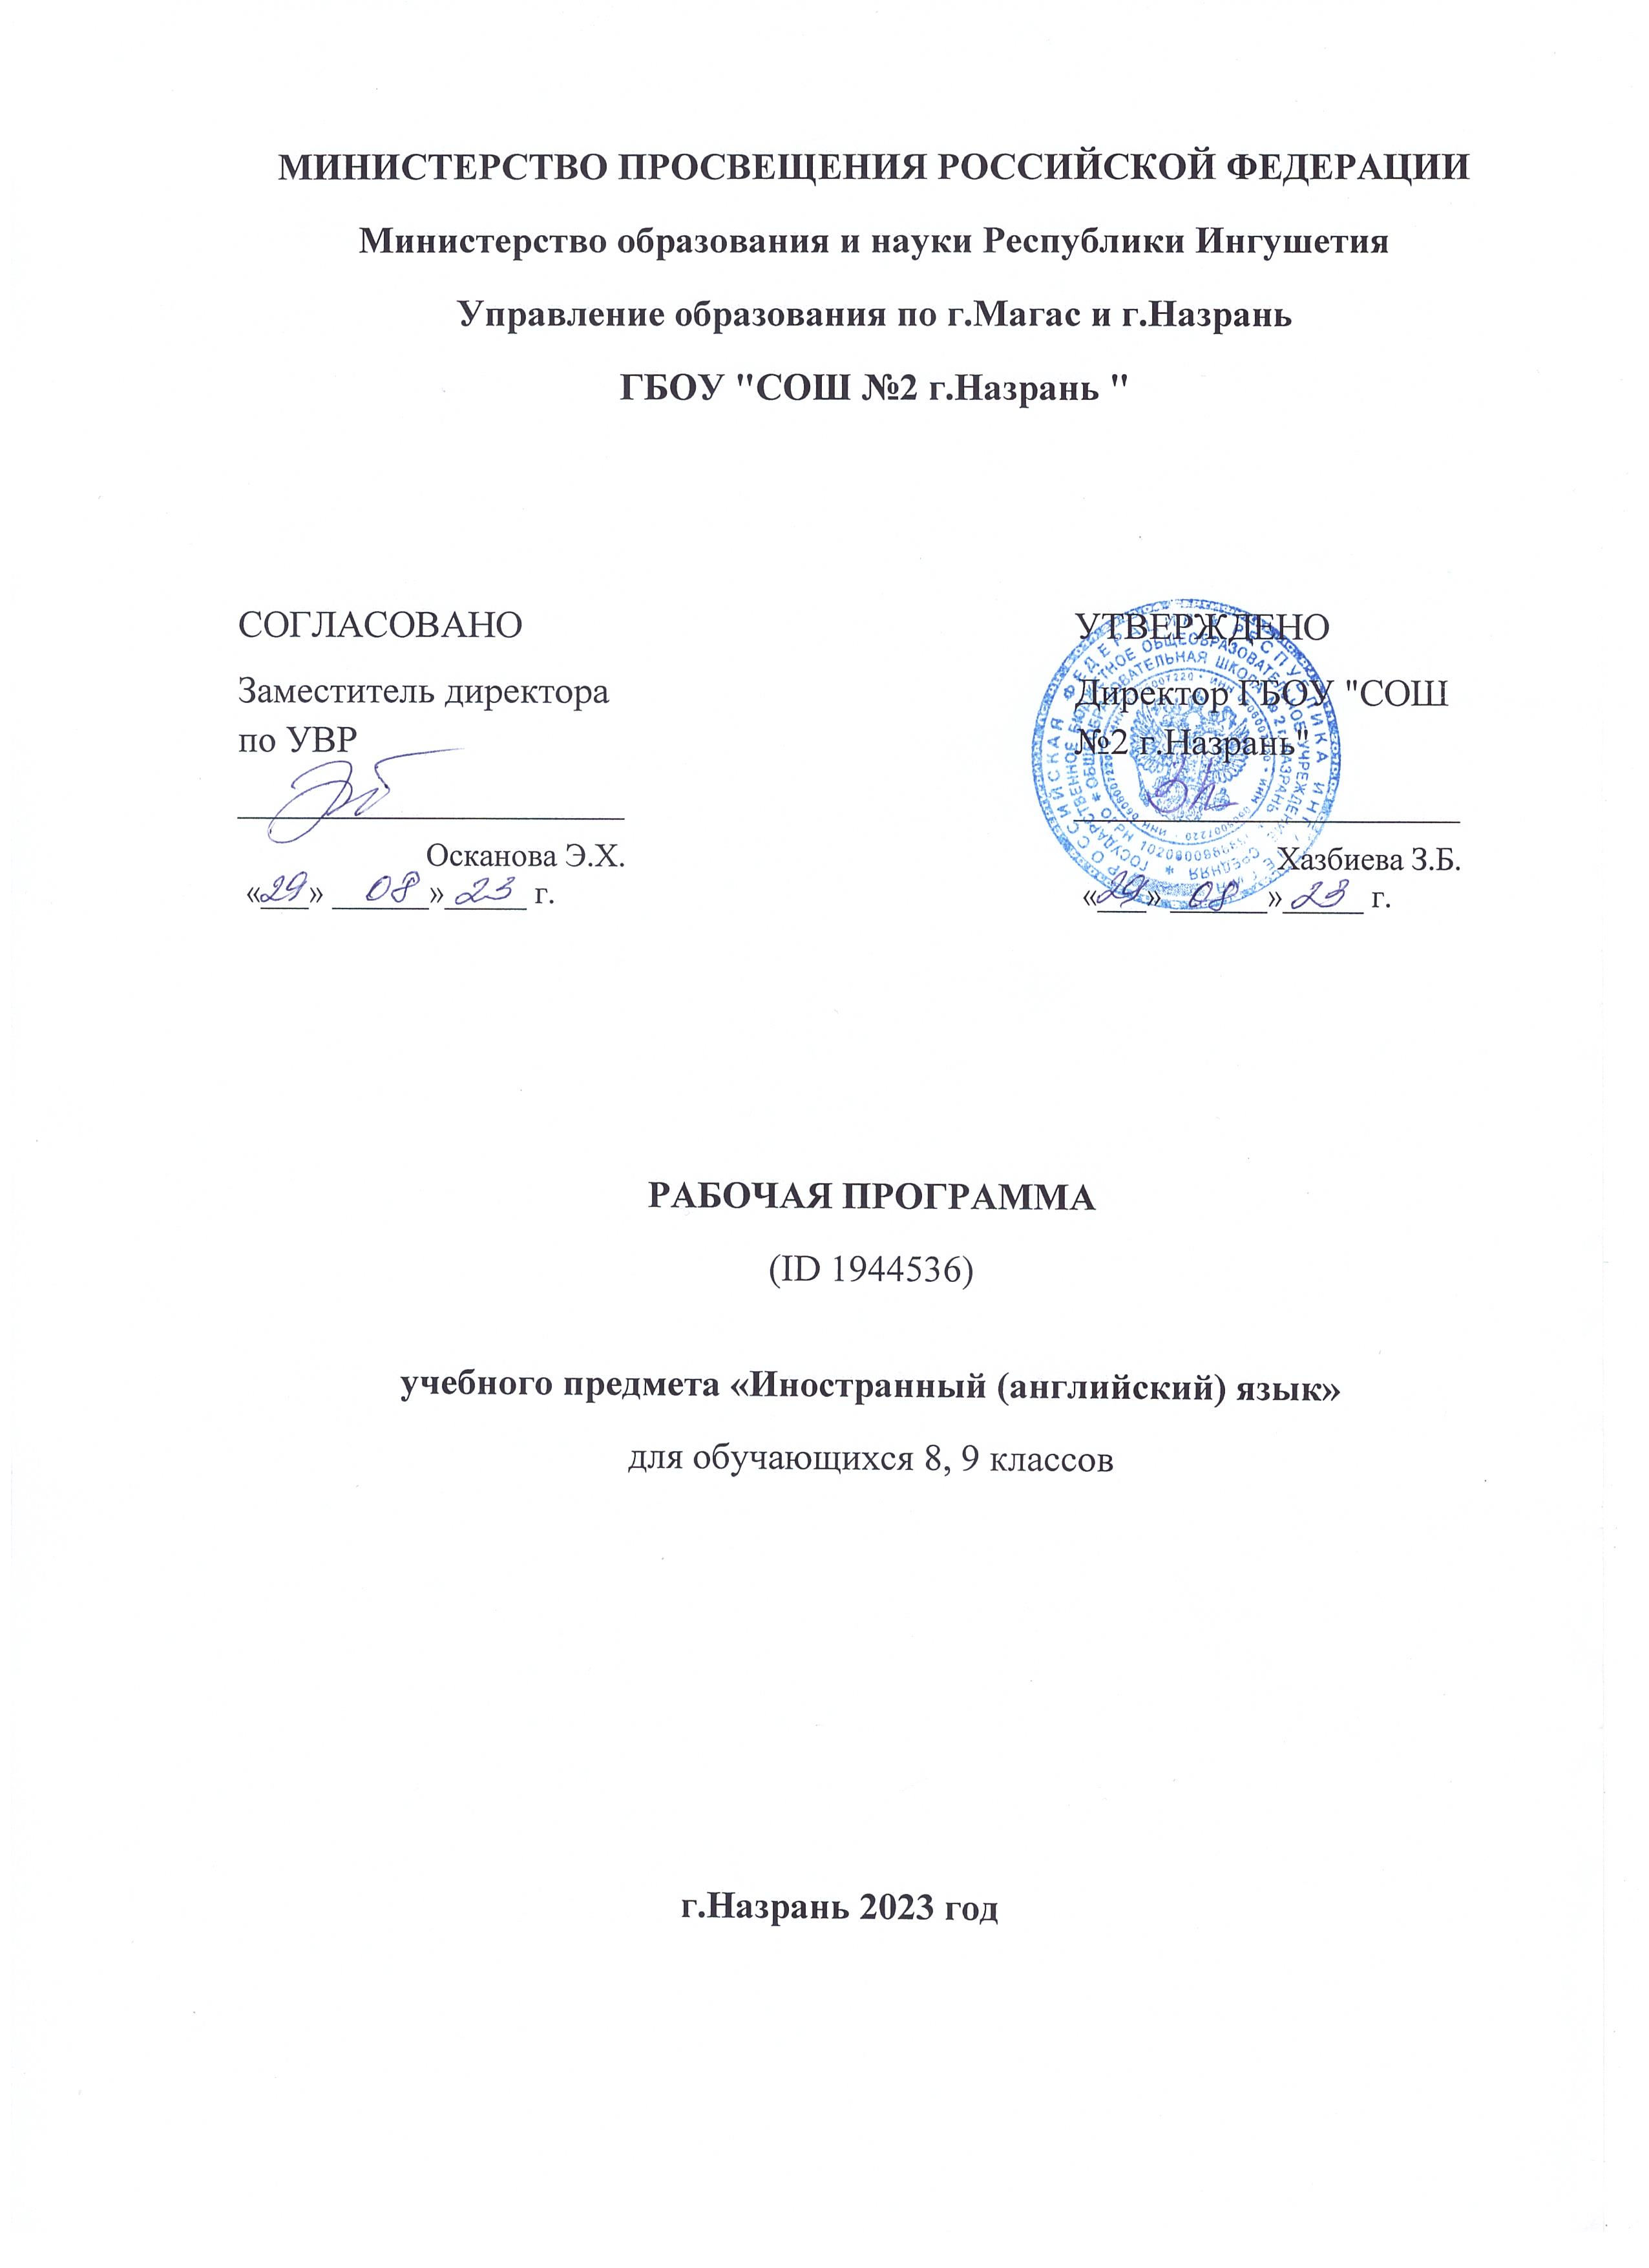 МИНИСТЕРСТВО ПРОСВЕЩЕНИЯ РОССИЙСКОЙ ФЕДЕРАЦИИ
Министерство образования и науки Республики Ингушетия
Управление образования по г.Магас и г.Назрань
ГБОУ "СОШ №2 г.Назрань "
СОГЛАСОВАНО
Заместитель директора
по УВР
Осканова Э.Х.
«29» 08 » 23 г.
УТВЕРЖДЕНО
Директор ГБОУ "СОШ
№2 г.Назрань"
Хазбиева З.Б.
«29» 08 » 23 г.
РАБОЧАЯ ПРОГРАММА
(ID 1944536)
учебного предмета «Иностранный (английский) язык»
для обучающихся 8, 9 классов
г.Назрань 2023 год